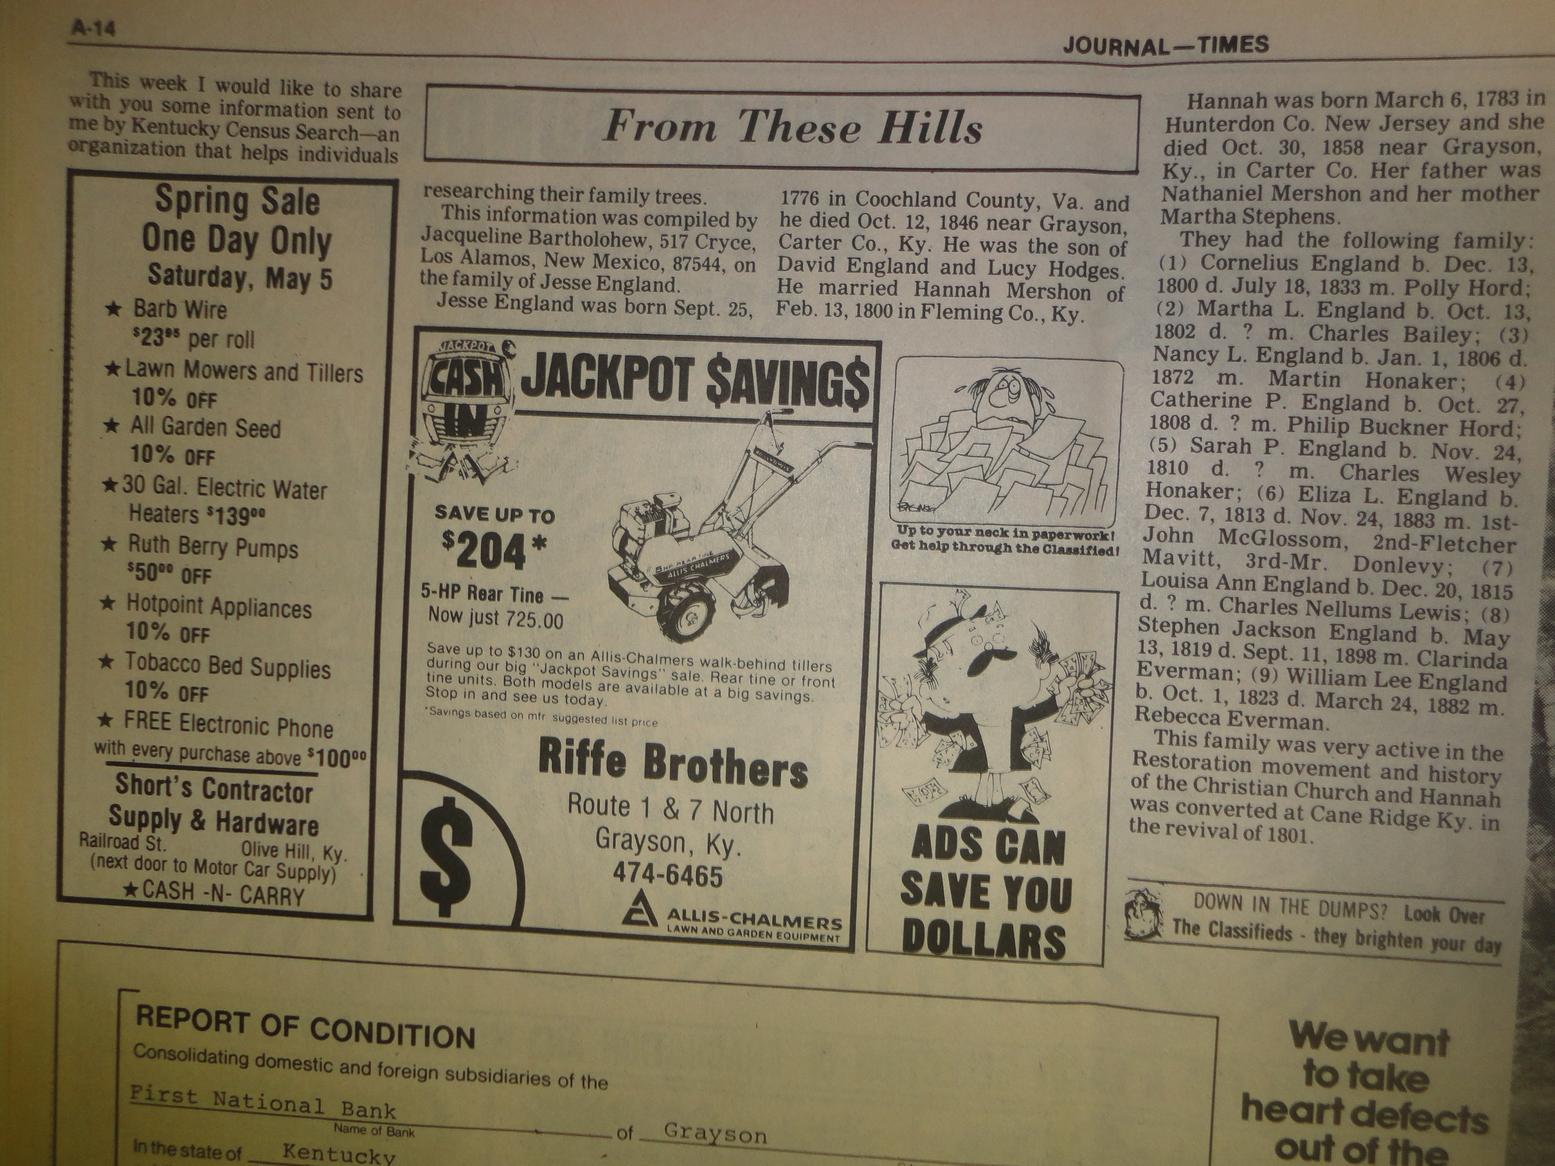 A-14
JOURNAL—TIMES
This week I would like to share
with you some information sent to
me by Kentucky Census Search—an
organization that helps individuals
From These Hills
researching their family trees.
This information was compiled by
Jacqueline Bartholohew, 517 Cryce,
Los Alamos, New Mexico, 87544, on
the family of Jesse England.
Jesse England was born Sept. 25,
1776 in Coochland County, Va. and
he died Oct. 12, 1846 near Grayson,
Carter Co., Ky. He was the son of
David England and Lucy Hodges.
He married Hannah Mershon of
Feb. 13, 1800 in Fleming Co., Ky.
Hannah was born March 6, 1783 in
Hunterdon Co. New Jersey and she
died Oct. 30, 1858 near Grayson,
Ky., in Carter Co. Her father was
Nathaniel Mershon and her mother
Martha Stephens.
They had the following family:
(1) Cornelius England b. Dec. 13,
1800 d. July 18, 1833 m. Polly Hord;
(2) Martha L. England b. Oct. 13,
1802 d. ? m. Charles Bailey; (3)
Nancy L. England b. Jan. 1, 1806 d.
1872 m. Martin Honaker; (4)
Catherine P. England b. Oct. 27,
1808 d. ? m. Philip Buckner Hord;
(5) Sarah P. England b. Nov. 24,
1810 d. ? m. Charles Wesley
Honaker; (6) Eliza L. England b.
Dec. 7, 1813 d. Nov. 24, 1883 m. 1st-
John McGlossom, 2nd-Fletcher
Mavitt, 3rd-Mr. Donlevy; (7)
Louisa Ann England b. Dec. 20, 1815
d. ? m. Charles Nellums Lewis; (8)
Stephen Jackson England b. May
13, 1819 d. Sept. 11, 1898 m. Clarinda
Everman; (9) William Lee England
b. Oct. 1, 1823 d. March 24, 1882 m.
Rebecca Everman.
This family was very active in the
Restoration movement and history
of the Christian Church and Hannah
was converted at Cane Ridge Ky. in
the revival of 1801.
Spring Sale
One Day Only
Saturday, May 5
★ Barb Wire
$23⁹⁵ per roll
★ Lawn Mowers and Tillers
10% OFF
★ All Garden Seed
10% OFF
★ 30 Gal. Electric Water
Heaters $139⁰⁰
★ Ruth Berry Pumps
$50⁰⁰ OFF
★ Hotpoint Appliances
10% OFF
★ Tobacco Bed Supplies
10% OFF
★ FREE Electronic Phone
with every purchase above $100⁰⁰
Short's Contractor
Supply & Hardware
Railroad St. Olive Hill, Ky.
(next door to Motor Car Supply)
★ CASH -N- CARRY
JACKPOT
CASH
IN
JACKPOT $AVING$
SAVE UP TO
$204*
5-HP Rear Tine —
Now just 725.00
ALLIS CHALMERS
Save up to $130 on an Allis-Chalmers walk-behind tillers
during our big "Jackpot Savings" sale. Rear tine or front
tine units. Both models are available at a big savings.
Stop in and see us today.
*Savings based on mfr suggested list price
$
Riffe Brothers
Route 1 & 7 North
Grayson, Ky.
474-6465
ALLIS-CHALMERS
LAWN AND GARDEN EQUIPMENT
Up to your neck in paperwork!
Get help through the Classified!
ADS CAN
SAVE YOU
DOLLARS
DOWN IN THE DUMPS? Look Over
The Classifieds - they brighten your day
REPORT OF CONDITION
Consolidating domestic and foreign subsidiaries of the
First National Bank
Name of Bank
of Grayson
In the state of Kentucky
We want
to take
heart defects
out of the